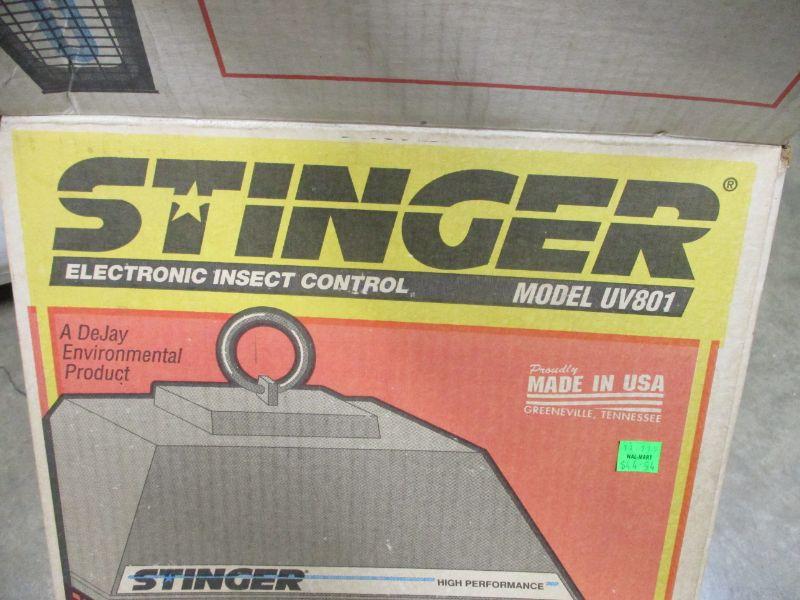 STINGER®
ELECTRONIC INSECT CONTROL MODEL UV801
A DeJay
Environmental
Product
Proudly
MADE IN USA
GREENEVILLE, TENNESSEE
WAL-MART
STINGER®
HIGH PERFORMANCE